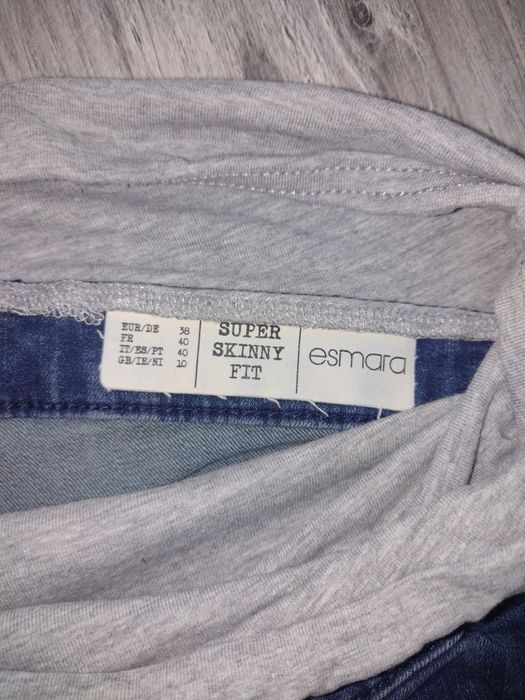 EUR/DE 38
FR 40
IT/ES/PT 40
GB/IE/NI 10
SUPER
SKINNY
FIT
esmara